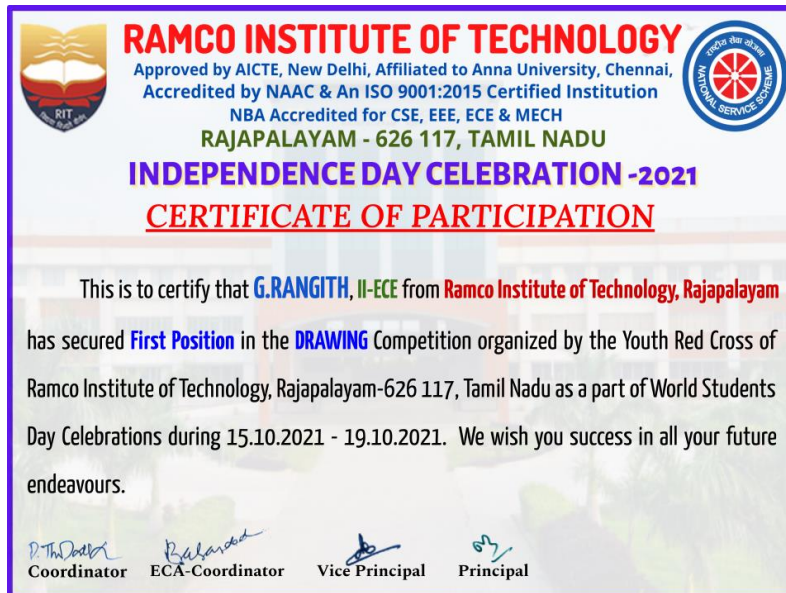 RAMCO INSTITUTE OF TECHNOLOGY
Approved by AICTE, New Delhi, Affiliated to Anna University, Chennai,
Accredited by NAAC & An ISO 9001:2015 Certified Institution
NBA Accredited for CSE, EEE, ECE & MECH
RAJAPALAYAM - 626 117, TAMIL NADU
RIT
राष्ट्रीय सेवा योजना
NATIONAL SERVICE SCHEME
INDEPENDENCE DAY CELEBRATION -2021
CERTIFICATE OF PARTICIPATION
This is to certify that G.RANGITH, II-ECE from Ramco Institute of Technology, Rajapalayam
has secured First Position in the DRAWING Competition organized by the Youth Red Cross of
Ramco Institute of Technology, Rajapalayam-626 117, Tamil Nadu as a part of World Students
Day Celebrations during 15.10.2021 - 19.10.2021. We wish you success in all your future
endeavours.
Coordinator ECA-Coordinator Vice Principal Principal